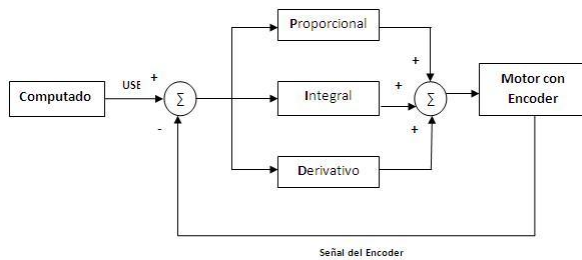 Proporcional
Computado
USE
+
-
Σ
Integral
+
+
+
Σ
Motor con
Encoder
Derivativo
Señal del Encoder